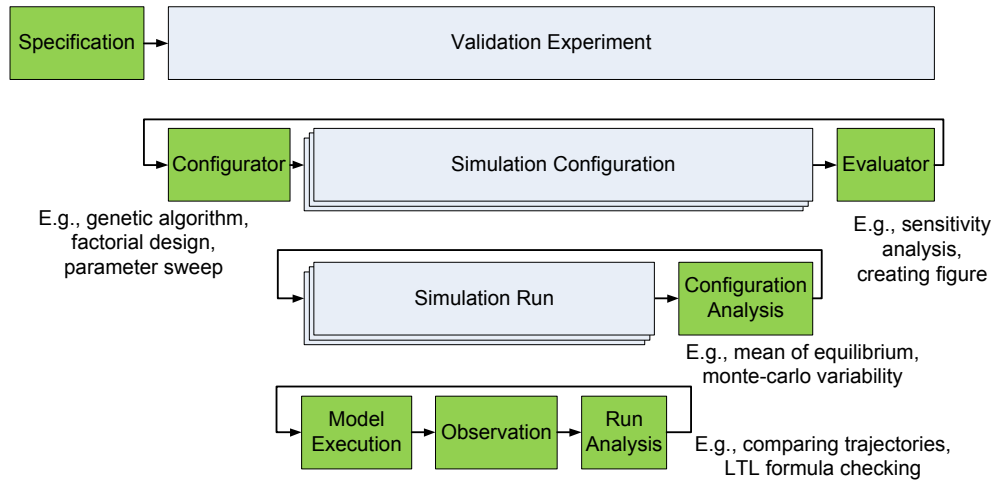 Specification
Validation Experiment
Configurator
Simulation Configuration
Evaluator
E.g., genetic algorithm,
factorial design,
parameter sweep
E.g., sensitivity
analysis,
creating figure
Simulation Run
Configuration
Analysis
E.g., mean of equilibrium,
monte-carlo variability
Model
Execution
Observation
Run
Analysis
E.g., comparing trajectories,
LTL formula checking